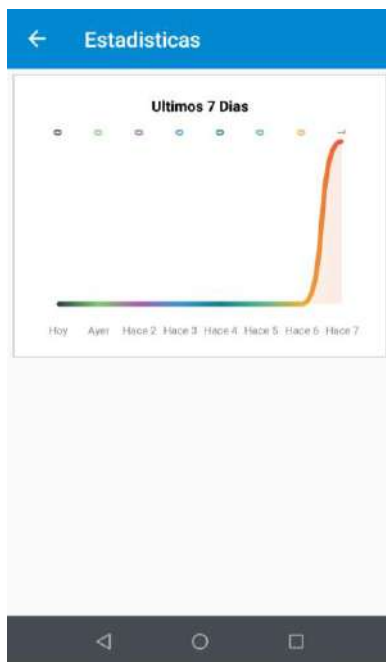 Estadisticas
Ultimos 7 Dias
0 0 0 0 0 0 0 1
Hoy Ayer Hace 2 Hace 3 Hace 4 Hace 5 Hace 6 Hace 7